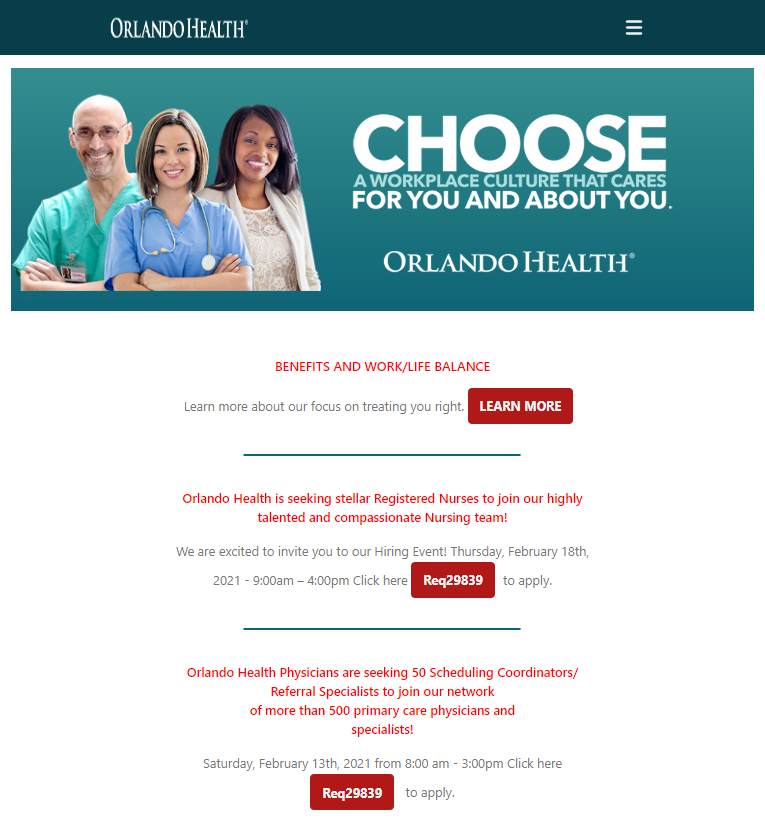 ORLANDO HEALTH®
CHOOSE
A WORKPLACE CULTURE THAT CARES
FOR YOU AND ABOUT YOU.
ORLANDO HEALTH®
BENEFITS AND WORK/LIFE BALANCE
Learn more about our focus on treating you right. LEARN MORE
Orlando Health is seeking stellar Registered Nurses to join our highly
talented and compassionate Nursing team!
We are excited to invite you to our Hiring Event! Thursday, February 18th,
2021 - 9:00am – 4:00pm Click here Req29839 to apply.
Orlando Health Physicians are seeking 50 Scheduling Coordinators/
Referral Specialists to join our network
of more than 500 primary care physicians and
specialists!
Saturday, February 13th, 2021 from 8:00 am - 3:00pm Click here
Req29839 to apply.